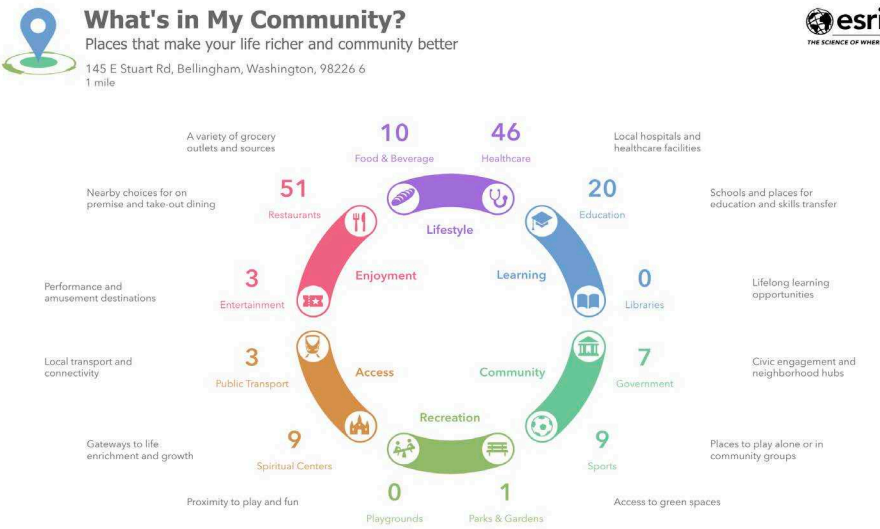 What's in My Community?
Places that make your life richer and community better
145 E Stuart Rd, Bellingham, Washington, 98226 6
1 mile
esri
THE SCIENCE OF WHER
A variety of grocery
outlets and sources
10
Food & Beverage
46
Healthcare
Local hospitals and
healthcare facilities
Nearby choices for on
premise and take-out dining
51
Restaurants
Lifestyle
20
Education
Schools and places for
education and skills transfer
Performance and
amusement destinations
3
Entertainment
Enjoyment
Learning
0
Libraries
Lifelong learning
opportunities
Local transport and
connectivity
3
Public Transport
Access
Community
7
Government
Civic engagement and
neighborhood hubs
Gateways to life
enrichment and growth
9
Spiritual Centers
Recreation
9
Sports
Places to play alone or in
community groups
Proximity to play and fun
0
Playgrounds
1
Parks & Gardens
Access to green spaces